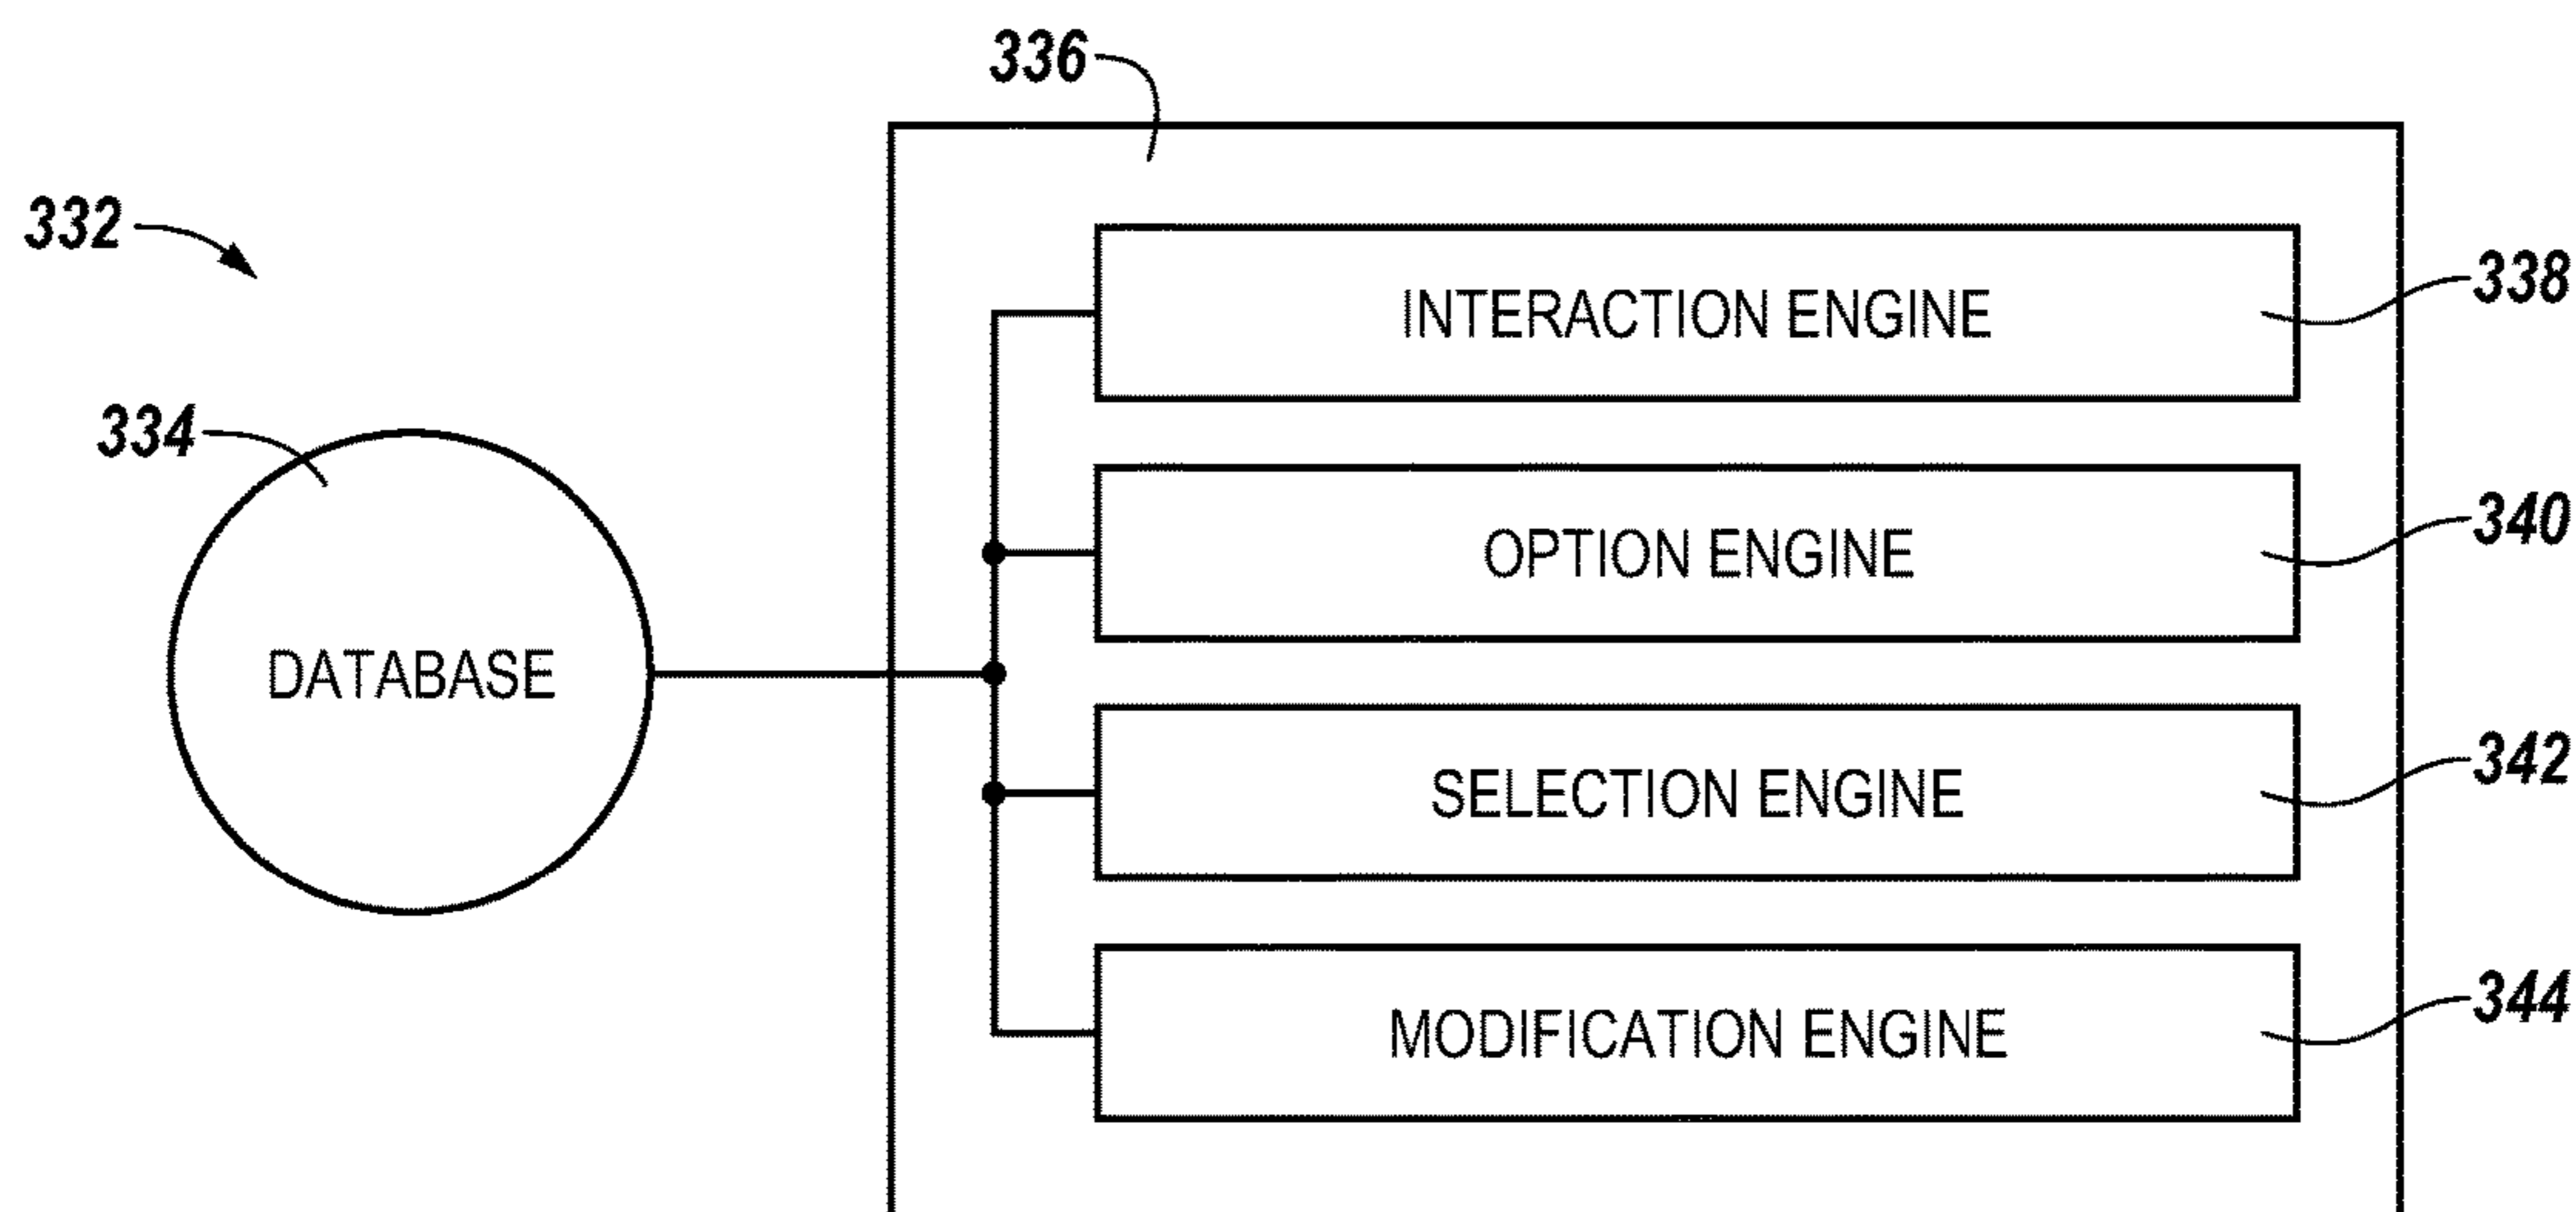 336
332
INTERACTION ENGINE
338
334
OPTION ENGINE
340
DATABASE
SELECTION ENGINE
342
MODIFICATION ENGINE
344